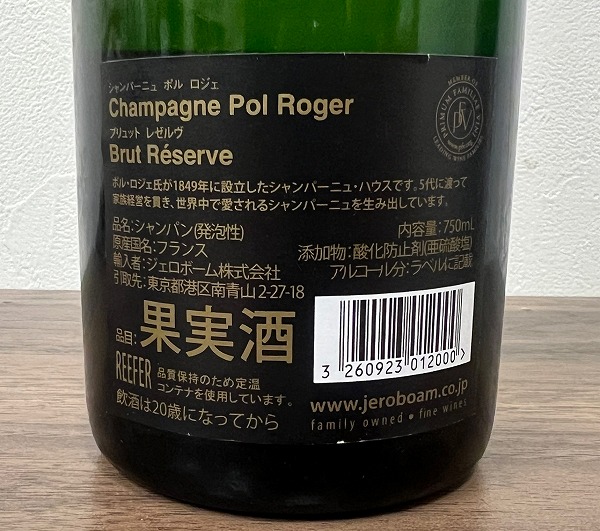 シャンパーニュ ポル ロジェ
Champagne Pol Roger
ブリュット レゼルヴ
Brut Réserve
ポル・ロジェ氏が1849年に設立したシャンパーニュ・ハウスです。5代に渡って
家族経営を貫き、世界中で愛されるシャンパーニュを生み出しています。
品名:シャンパン(発泡性)
原産国名:フランス
輸入者:ジェロボーム株式会社
引取先:東京都港区南青山2-27-18
内容量:750mL
添加物:酸化防止剤(亜硫酸塩)
アルコール分:ラベルに記載
品目:果実酒
REEFER 品質保持のため定温
コンテナを使用しています。
飲酒は20歳になってから
3 260923 012000 >
www.jeroboam.co.jp
family owned • fine wines
MEMBER OF
PRIMUM FAMILIAE VINI